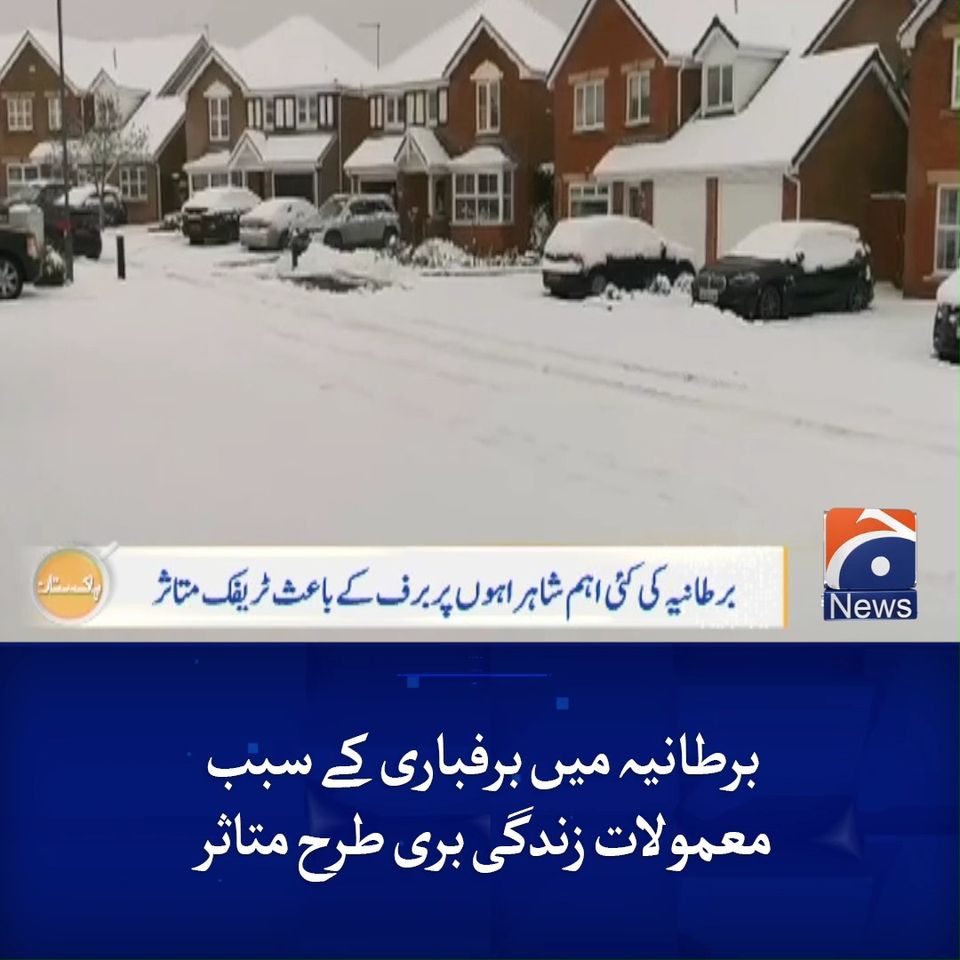 برطانیہ کی کئی اہم شاہراہوں پر برف کے باعث ٹریفک متاثر
News
برطانیہ میں برفباری کے سبب
معمولات زندگی بری طرح متاثر